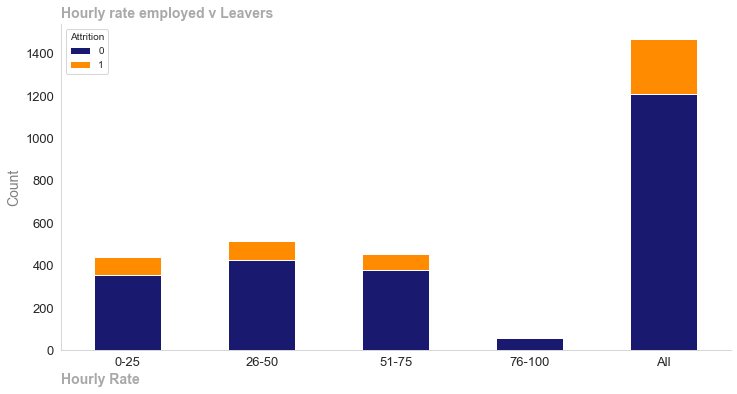 Hourly rate employed v Leavers
Attrition
0
1
1400
1200
1000
800
600
400
200
0
Count
0-25
26-50
51-75
76-100
All
Hourly Rate